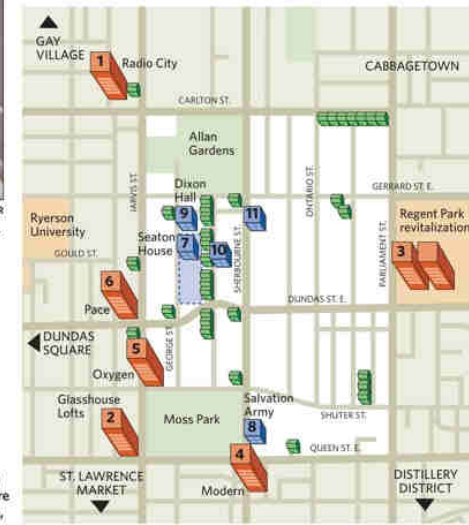 GAY
VILLAGE
1
Radio City
CABBAGETOWN
CARLTON ST.
Allan
Gardens
JARVIS ST.
ONTARIO ST.
Dixon
Hall
GERRARD ST. E.
9
11
Ryerson
University
Seaton
House
7
10
SHERBOURNE ST.
PARLIAMENT ST.
Regent Park
revitalization
3
GOULD ST.
6
Pace
DUNDAS ST. E.
DUNDAS
SQUARE
GEORGE ST.
5
Oxygen
Glasshouse
Lofts
2
Moss Park
Salvation
Army
8
SHUTER ST.
QUEEN ST. E.
4
Modern
ST. LAWRENCE
MARKET
DISTILLERY
DISTRICT